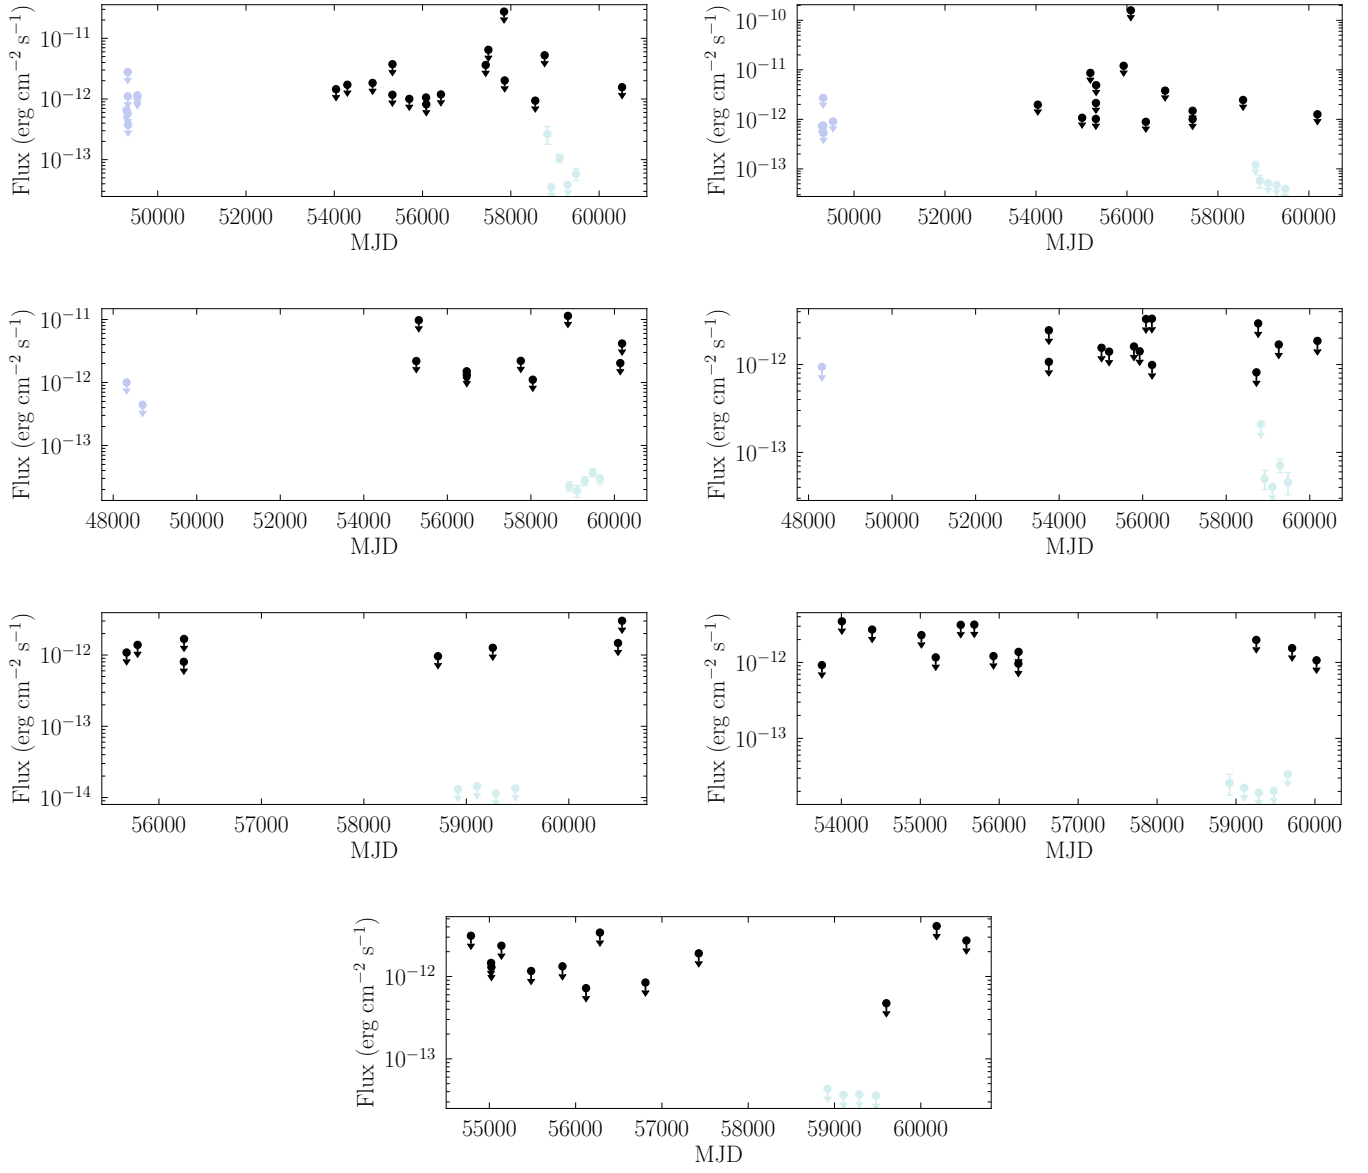 10⁻¹¹
10⁻¹²
10⁻¹³
Flux (erg cm⁻² s⁻¹)
50000 52000 54000 56000 58000 60000
MJD
10⁻¹⁰
10⁻¹¹
10⁻¹²
10⁻¹³
Flux (erg cm⁻² s⁻¹)
50000 52000 54000 56000 58000 60000
MJD
10⁻¹¹
10⁻¹²
10⁻¹³
Flux (erg cm⁻² s⁻¹)
48000 50000 52000 54000 56000 58000 60000
MJD
10⁻¹²
10⁻¹³
Flux (erg cm⁻² s⁻¹)
48000 50000 52000 54000 56000 58000 60000
MJD
10⁻¹²
10⁻¹³
10⁻¹⁴
Flux (erg cm⁻² s⁻¹)
56000 57000 58000 59000 60000
MJD
10⁻¹²
10⁻¹³
Flux (erg cm⁻² s⁻¹)
54000 55000 56000 57000 58000 59000 60000
MJD
10⁻¹²
10⁻¹³
Flux (erg cm⁻² s⁻¹)
55000 56000 57000 58000 59000 60000
MJD